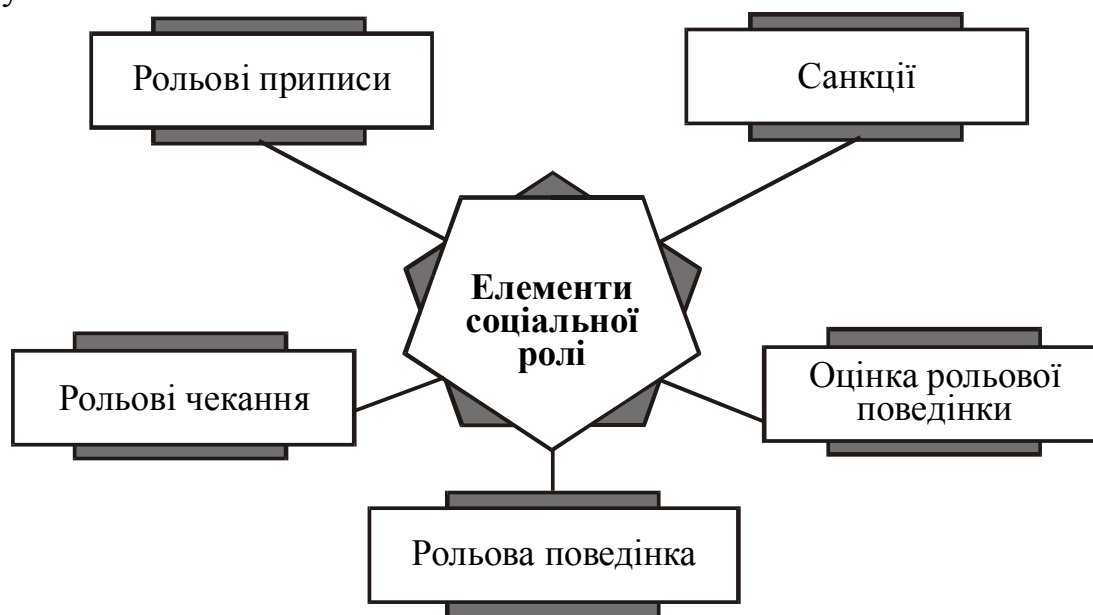 у
Рольові приписи
Санкції
Елементи
соціальної
ролі
Рольові чекання
Оцінка рольової
поведінки
Рольова поведінка